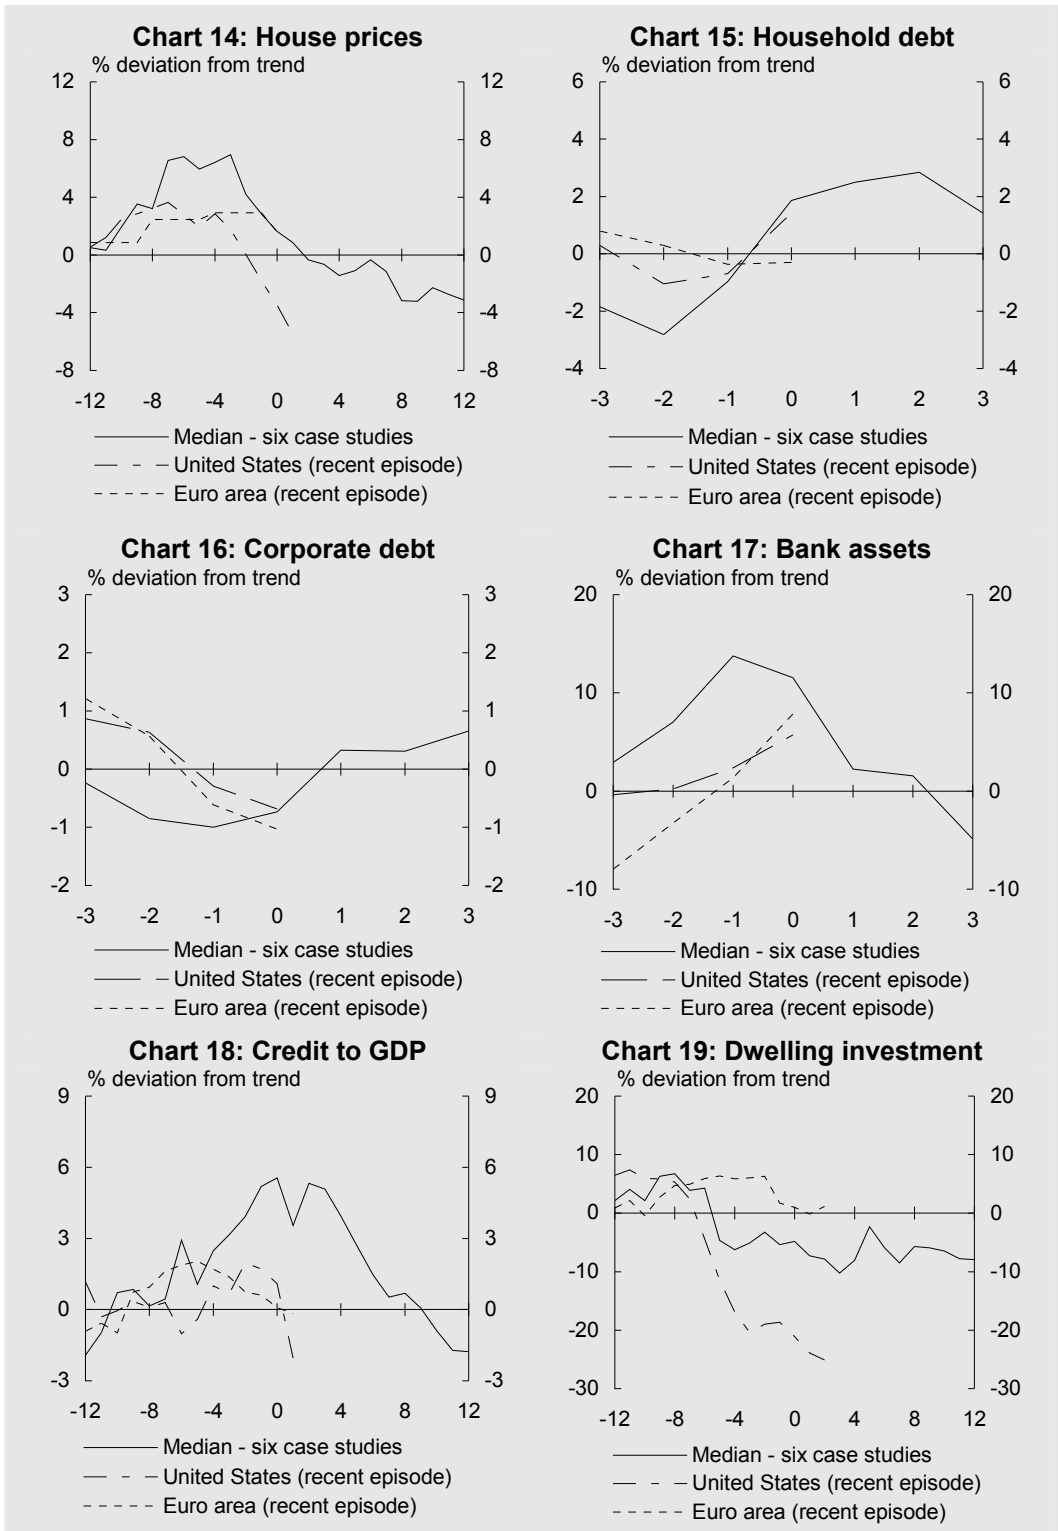 Chart 14: House prices
% deviation from trend
12 12
8 8
4 4
0 0
-4 -4
-8 -8
-12 -8 -4 0 4 8 12
Median - six case studies
United States (recent episode)
Euro area (recent episode)
Chart 15: Household debt
% deviation from trend
6 6
4 4
2 2
0 0
-2 -2
-4 -4
-3 -2 -1 0 1 2 3
Median - six case studies
United States (recent episode)
Euro area (recent episode)
Chart 16: Corporate debt
% deviation from trend
3 3
2 2
1 1
0 0
-1 -1
-2 -2
-3 -2 -1 0 1 2 3
Median - six case studies
United States (recent episode)
Euro area (recent episode)
Chart 17: Bank assets
% deviation from trend
20 20
10 10
0 0
-10 -10
-3 -2 -1 0 1 2 3
Median - six case studies
United States (recent episode)
Euro area (recent episode)
Chart 18: Credit to GDP
% deviation from trend
9 9
6 6
3 3
0 0
-3 -3
-12 -8 -4 0 4 8 12
Median - six case studies
United States (recent episode)
Euro area (recent episode)
Chart 19: Dwelling investment
% deviation from trend
20 20
10 10
0 0
-10 -10
-20 -20
-30 -30
-12 -8 -4 0 4 8 12
Median - six case studies
United States (recent episode)
Euro area (recent episode)